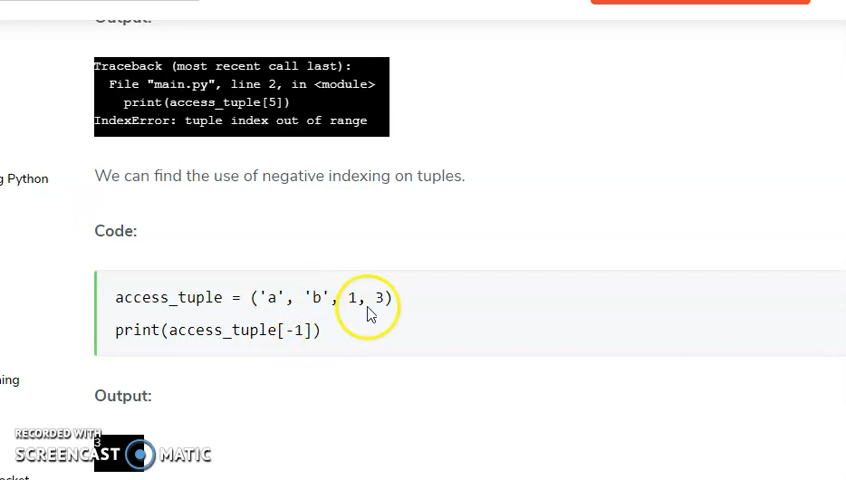 Output:
Traceback (most recent call last):
File "main.py", line 2, in <module>
print(access_tuple[5])
IndexError: tuple index out of range
We can find the use of negative indexing on tuples.
g Python
Code:
access_tuple = ('a', 'b', 1, 3)
print(access_tuple[-1])
ning
Output:
3
RECORDED WITH
SCREENCAST MATIC
ocket